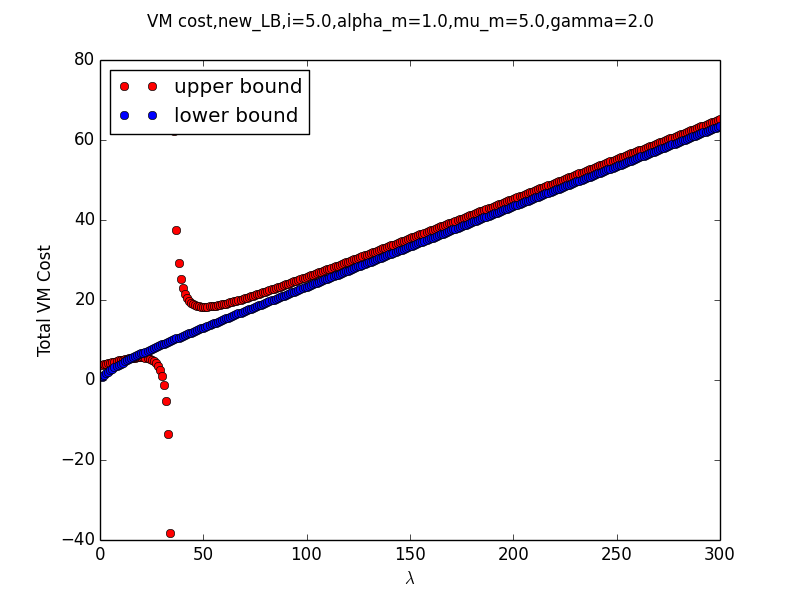 VM cost,new_LB,i=5.0,alpha_m=1.0,mu_m=5.0,gamma=2.0
80
upper bound
lower bound
60
40
Total VM Cost
20
0
−20
−40
0 50 100 150 200 250 300
λ